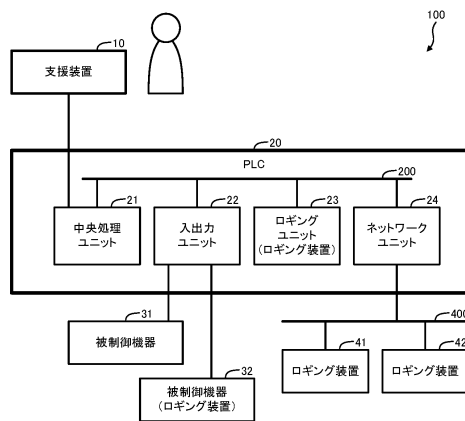 100
10
支援装置
20
PLC
200
21
22
23
24
中央処理
ユニット
入出力
ユニット
ロギング
ユニット
(ロギング装置)
ネットワーク
ユニット
31
被制御機器
32
被制御機器
(ロギング装置)
400
41
ロギング装置
42
ロギング装置